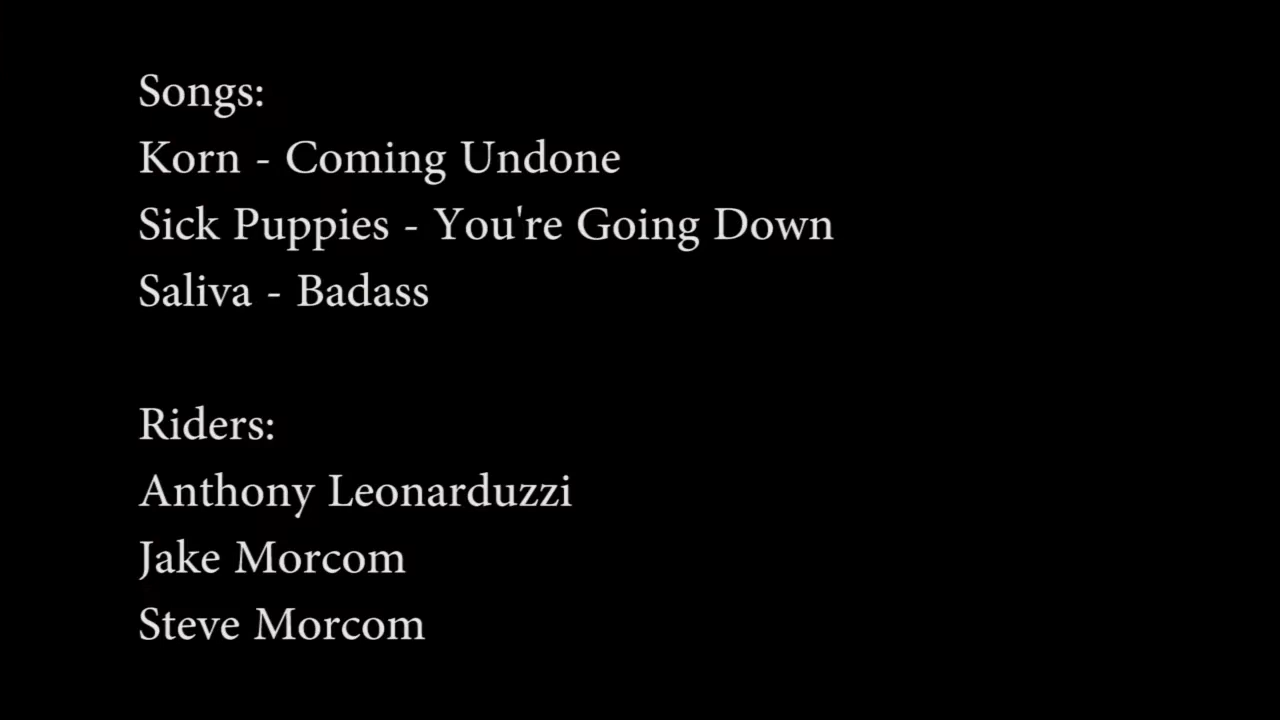 Songs:
Korn - Coming Undone
Sick Puppies - You're Going Down
Saliva - Badass
Riders:
Anthony Leonarduzzi
Jake Morcom
Steve Morcom